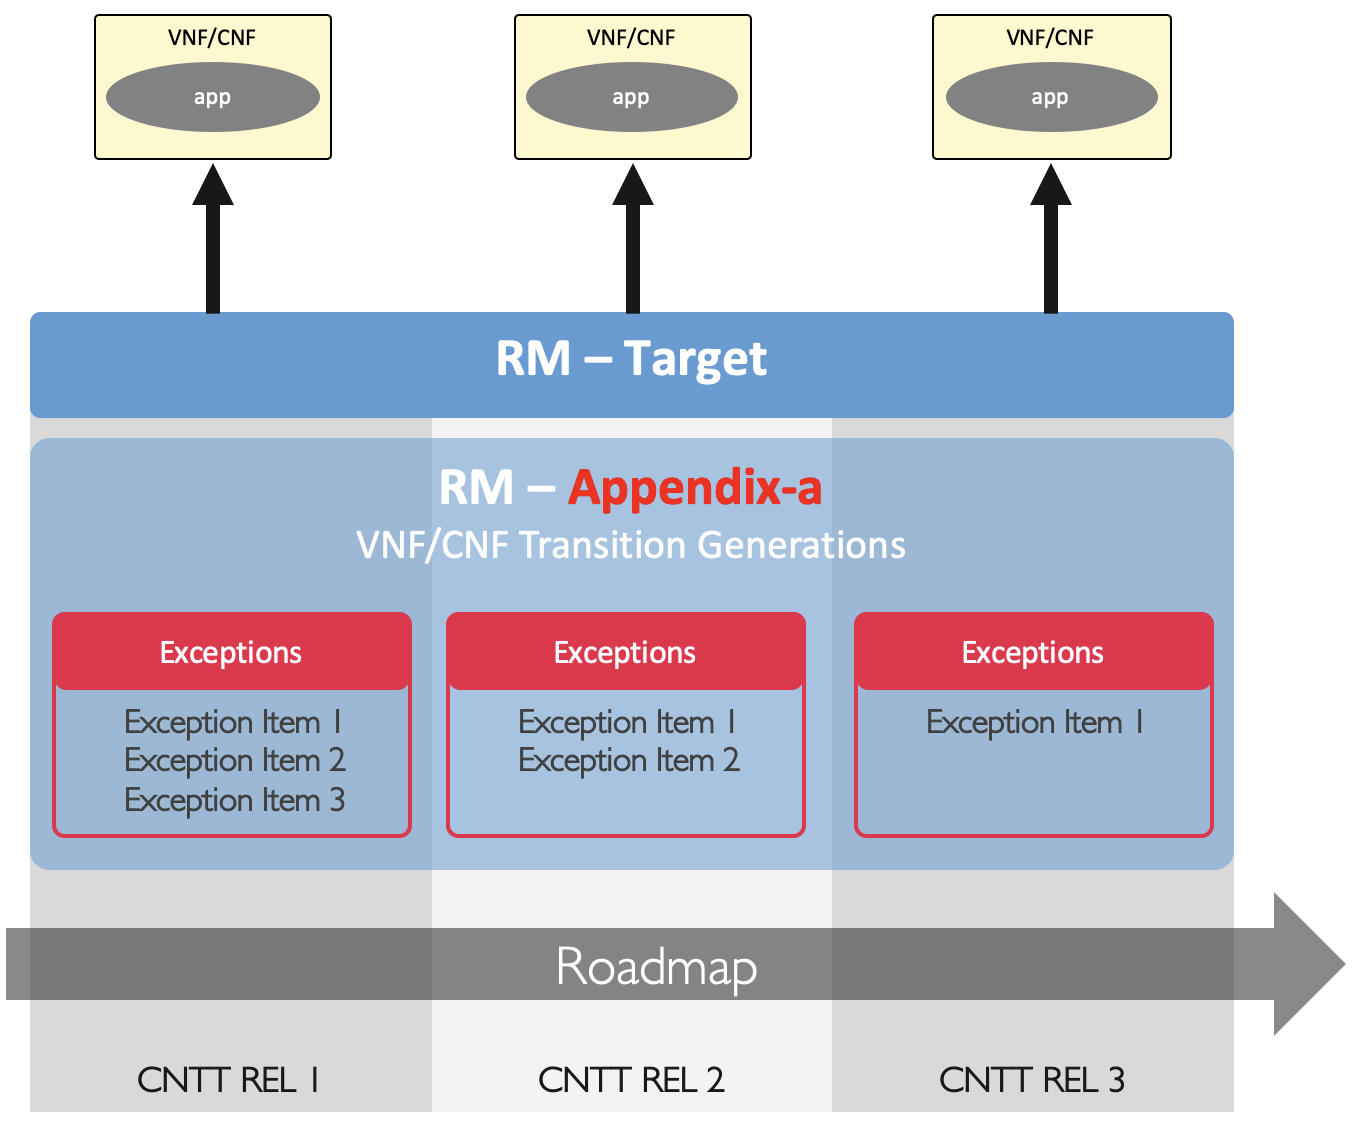 VNF/CNF
app
VNF/CNF
app
VNF/CNF
app
RM – Target
RM – Appendix-a
VNF/CNF Transition Generations
Exceptions
Exception Item 1
Exception Item 2
Exception Item 3
Exceptions
Exception Item 1
Exception Item 2
Exceptions
Exception Item 1
Roadmap
CNTT REL 1
CNTT REL 2
CNTT REL 3